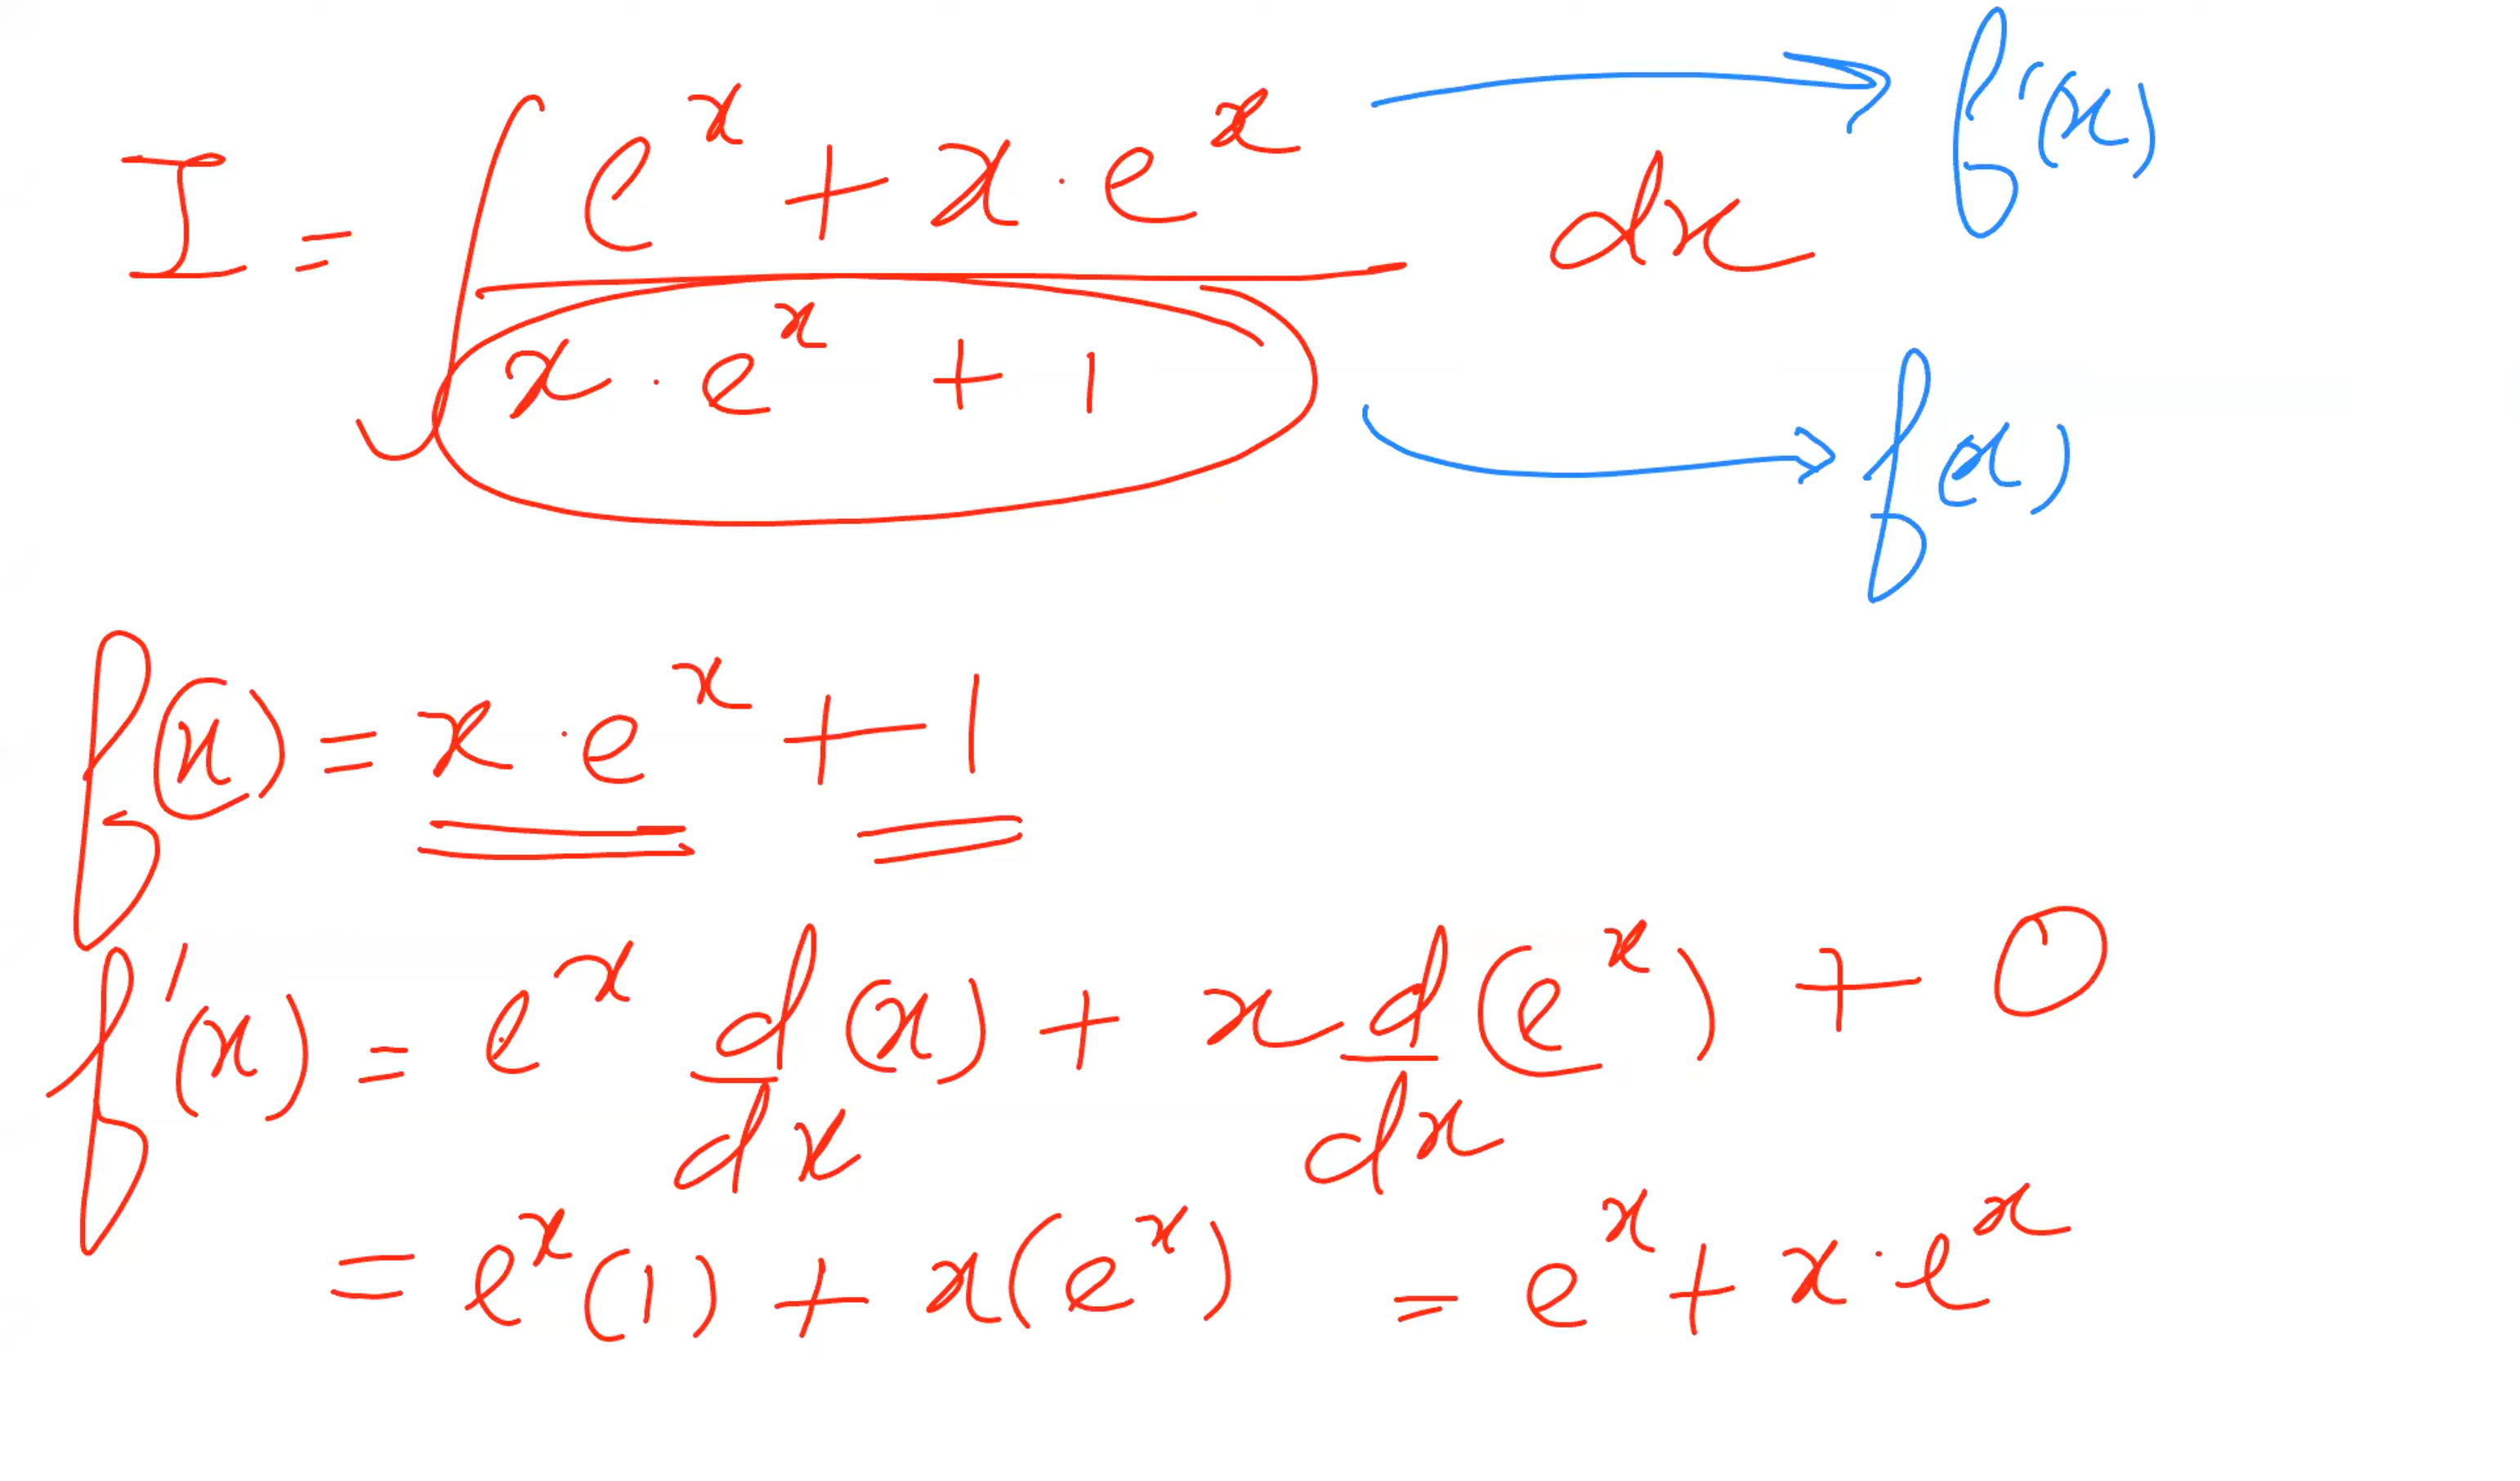 I = ∫ (e^x + x · e^x) / (x · e^x + 1) dx → f'(x)
→ f(x)
f(x) = x · e^x + 1
f'(x) = e^x d/dx (x) + x d/dx (e^x) + 0
= e^x (1) + x(e^x) = e^x + x · e^x